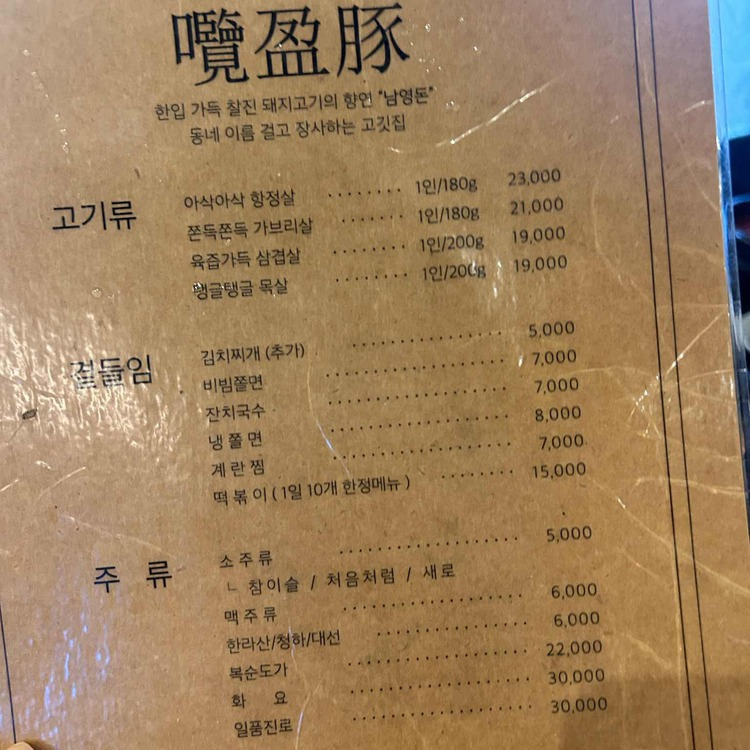 囕盈豚
한입 가득 찰진 돼지고기의 향연 "남영돈"
동네 이름 걸고 장사하는 고깃집
고기류
아삭아삭 항정살 ········ 1인/180g 23,000
쫀득쫀득 가브리살 ········ 1인/180g 21,000
육즙가득 삼겹살 ········ 1인/200g 19,000
탱글탱글 목살 ········ 1인/200g 19,000
곁들임
김치찌개 (추가) ················ 5,000
비빔쫄면 ··················· 7,000
잔치국수 ··················· 7,000
냉 쫄 면 ··················· 8,000
계 란 찜 ··················· 7,000
떡 볶 이 ( 1일 10개 한정메뉴 ) ········ 15,000
주 류
소 주 류 ··················· 5,000
ㄴ 참이슬 / 처음처럼 / 새로
맥 주 류 ··················· 6,000
한라산/청하/대선 ················ 6,000
복순도가 ··················· 22,000
화 요 ··················· 30,000
일품진로 ··················· 30,000